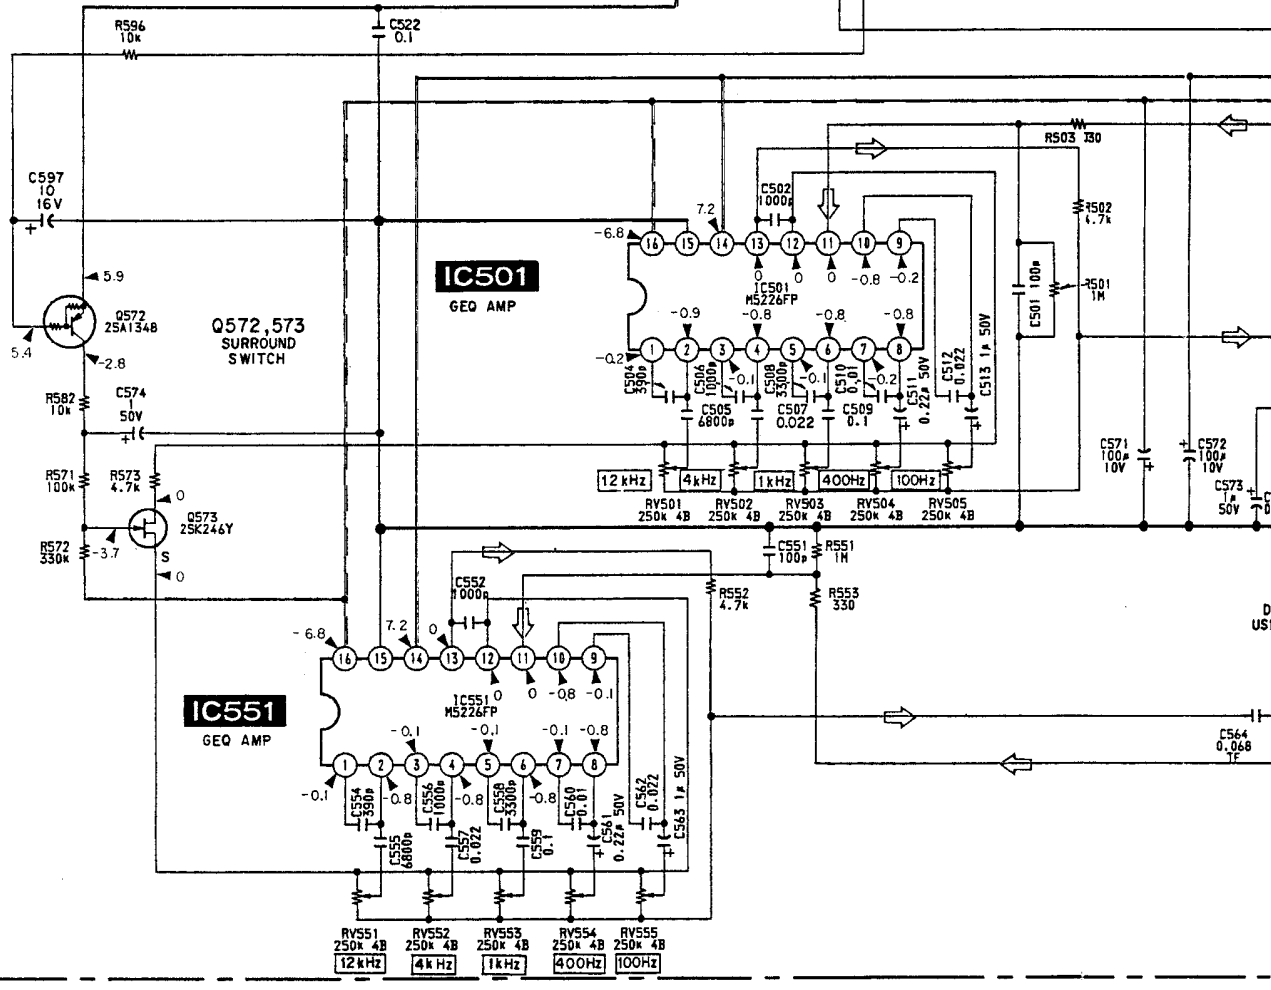 R596
10k
C522
0.1
R503 330
C597
10
16V
+
C502
1000p
R502
4.7k
7.2
-6.8
16 15 14 13 12 11 10 9
5.9
IC501
GEQ AMP
0 0 0 -0.8 -0.2
IC501
M5226FP
C501 100p
R501
1M
Q572
2SA1348
Q572,573
SURROUND
SWITCH
5.4
-2.8
-0.9 -0.8 -0.8 -0.8
-0.2
1 2 3 4 5 6 7 8
C504
390p
C506
1000p
-0.1
C508
3300p
-0.1
C510
0.01
-0.2
C511
0.22µ 50V
C512
0.022
C513 1µ 50V
C574
1
50V
+
R582
10k
C505
6800p
C507
0.022
C509
0.1
+
+
R571
100k
R573
4.7k
0
12kHz 4kHz 1kHz 400Hz 100Hz
C571
100µ
10V
+
+
C572
100µ
10V
C573
1µ
50V
+
RV501
250k 4B
RV502
250k 4B
RV503
250k 4B
RV504
250k 4B
RV505
250k 4B
Q573
2SK246Y
R572
330k
-3.7
S
0
C551
100p
R551
1M
C552
1000p
R552
4.7k
R553
330
-6.8 7.2 0
16 15 14 13 12 11 10 9
IC551
GEQ AMP
IC551
M5226FP
0 0 -0.8 -0.1
-0.1 -0.1 -0.1 -0.8
1 2 3 4 5 6 7 8
-0.1
C554
390p
-0.8
C556
1000p
-0.8
C558
3300p
-0.8
C560
0.01
C561
0.22µ 50V
C562
0.022
C563 1µ 50V
C555
6800p
C557
0.022
C559
0.1
+
+
C564
0.068
TF
RV551
250k 4B
12kHz
RV552
250k 4B
4kHz
RV553
250k 4B
1kHz
RV554
250k 4B
400Hz
RV555
250k 4B
100Hz